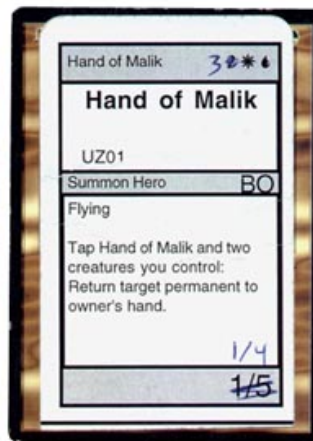 Hand of Malik 3
Hand of Malik
UZ01
Summon Hero BO
Flying
Tap Hand of Malik and two
creatures you control:
Return target permanent to
owner's hand.
1/4
1/5